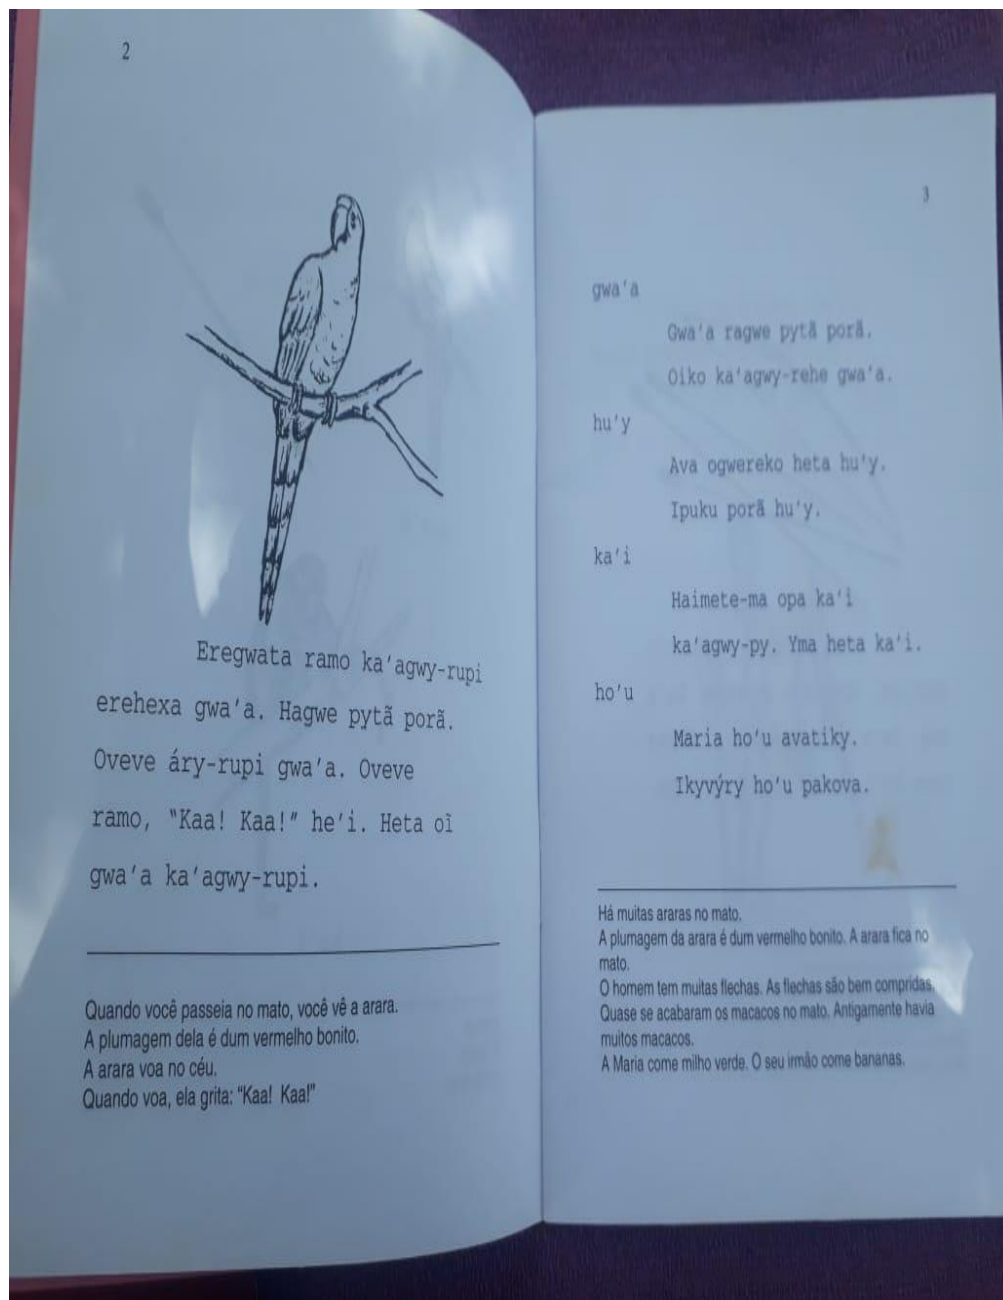 2
Eregwata ramo ka'agwy-rupi
erehexa gwa'a. Hagwe pytã porã.
Oveve áry-rupi gwa'a. Oveve
ramo, "Kaa! Kaa!" he'i. Heta oĩ
gwa'a ka'agwy-rupi.
Quando você passeia no mato, você vê a arara.
A plumagem dela é dum vermelho bonito.
A arara voa no céu.
Quando voa, ela grita: "Kaa! Kaa!"
3
gwa'a
Gwa'a ragwe pytã porã.
Oiko ka'agwy-rehe gwa'a.
hu'y
Ava ogwereko heta hu'y.
Ipuku porã hu'y.
ka'i
Haimete-ma opa ka'i
ka'agwy-py. Yma heta ka'i.
ho'u
Maria ho'u avatiky.
Ikyvýry ho'u pakova.
Há muitas araras no mato.
A plumagem da arara é dum vermelho bonito. A arara fica no
mato.
O homem tem muitas flechas. As flechas são bem compridas.
Quase se acabaram os macacos no mato. Antigamente havia
muitos macacos.
A Maria come milho verde. O seu irmão come bananas.